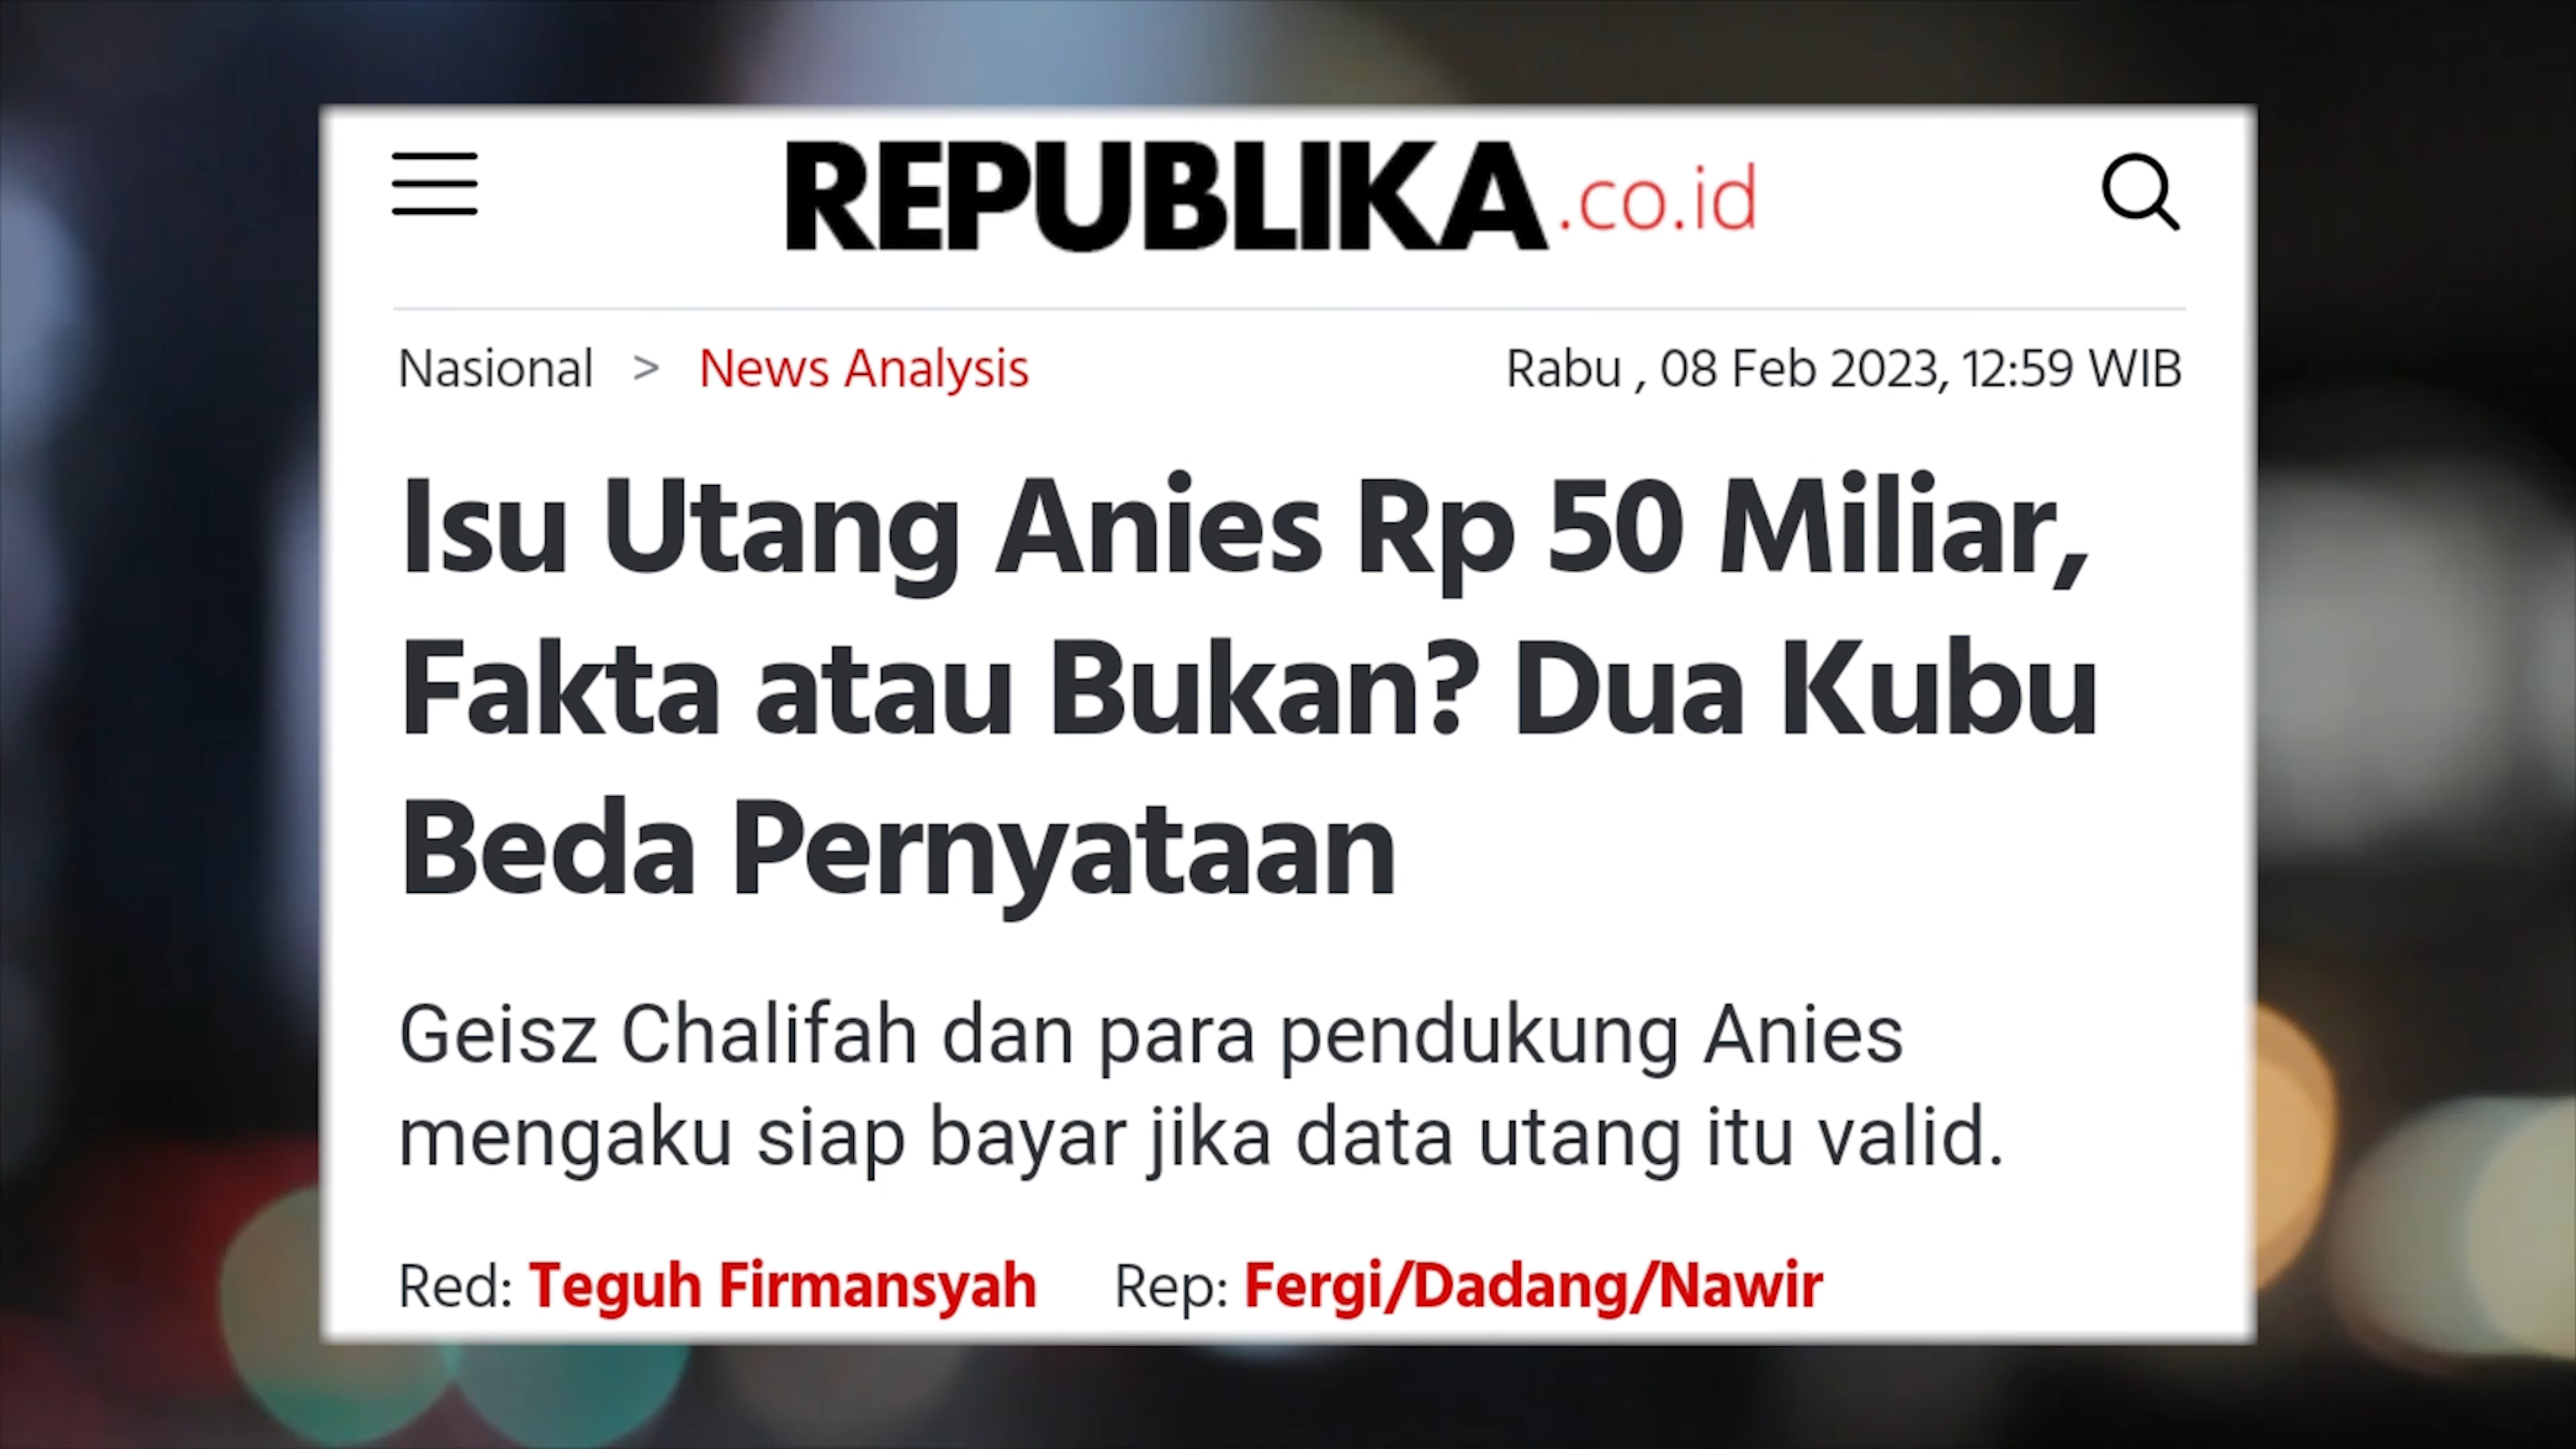 REPUBLIKA.co.id
Nasional > News Analysis
Rabu , 08 Feb 2023, 12:59 WIB
Isu Utang Anies Rp 50 Miliar,
Fakta atau Bukan? Dua Kubu
Beda Pernyataan
Geisz Chalifah dan para pendukung Anies
mengaku siap bayar jika data utang itu valid.
Red: Teguh Firmansyah Rep: Fergi/Dadang/Nawir